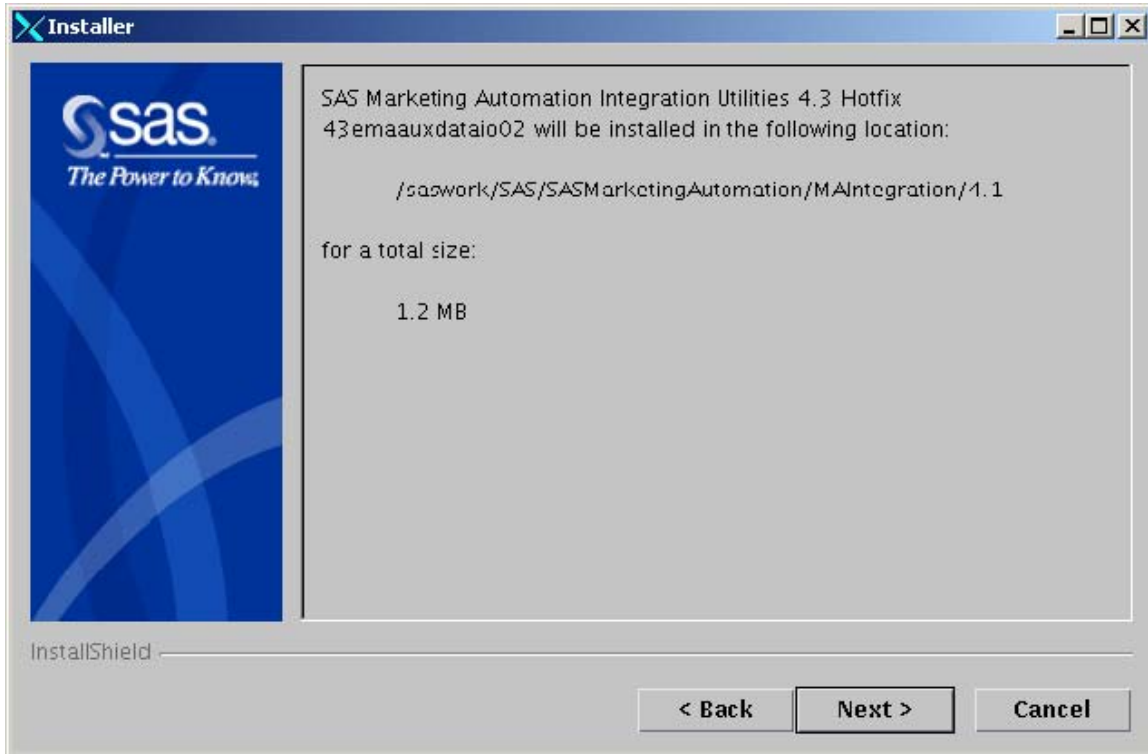 Installer
sas.
The Power to Know.
SAS Marketing Automation Integration Utilities 4.3 Hotfix
43emaauxdataio02 will be installed in the following location:
/saswork/SAS/SASMarketingAutomation/MAIntegration/4.1
for a total size:
1.2 MB
InstallShield
< Back
Next >
Cancel